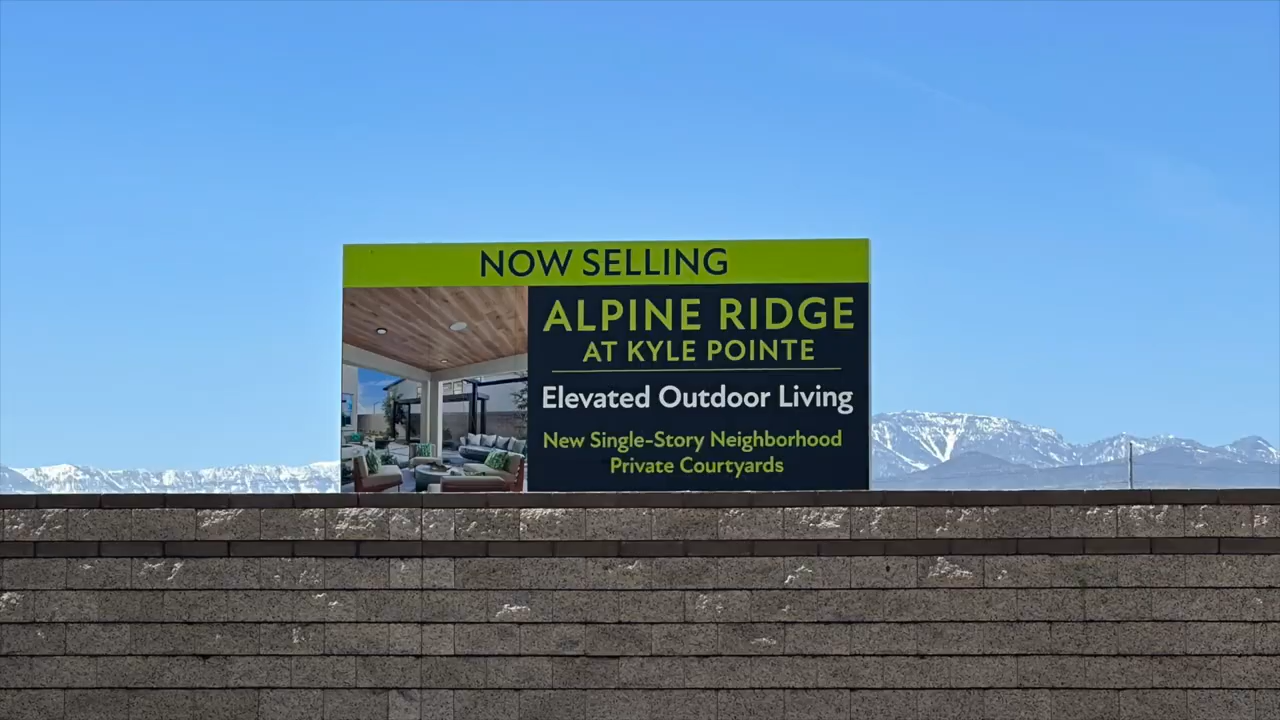 NOW SELLING
ALPINE RIDGE
AT KYLE POINTE
Elevated Outdoor Living
New Single-Story Neighborhood
Private Courtyards